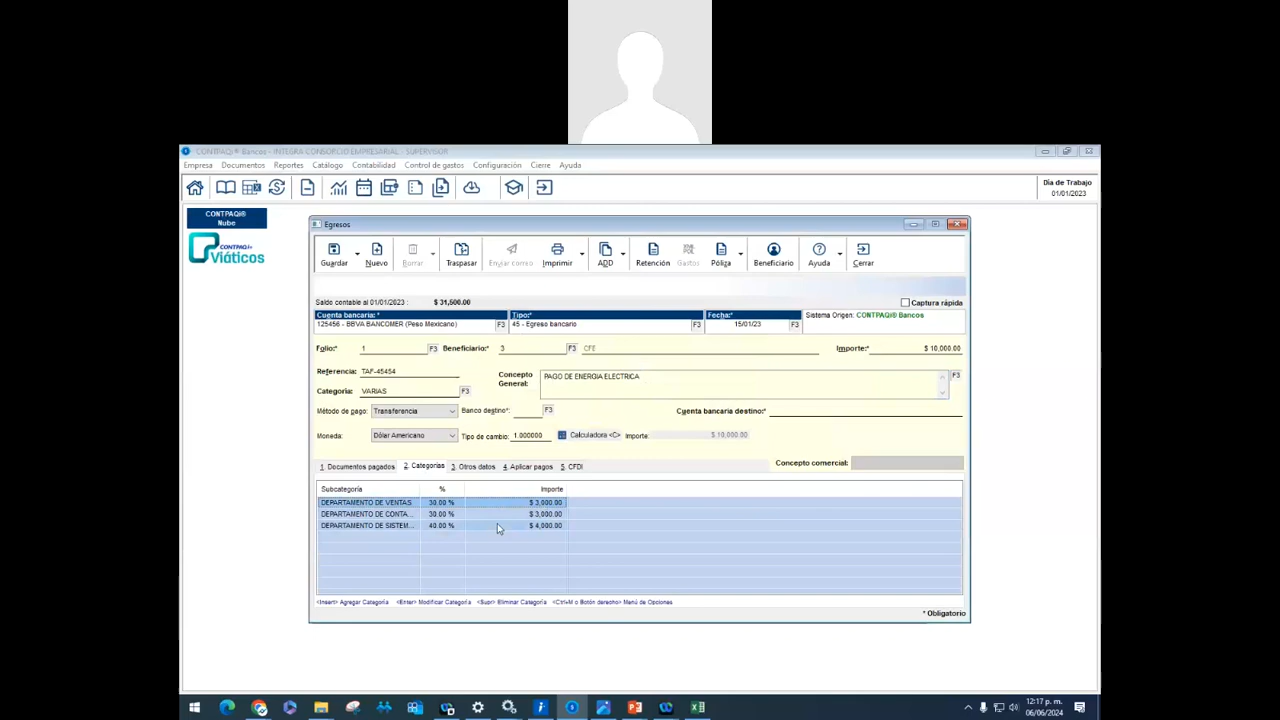 CONTPAQi® Bancos - INTEGRA CONSORCIO EMPRESARIAL - SUPERVISOR
Empresa Documentos Reportes Catálogo Contabilidad Control de gastos Configuración Cierre Ayuda
Día de Trabajo
01/01/2023
CONTPAQi®
Nube
CONTPAQi
Viáticos
Egresos
Guardar Nuevo Borrar Traspasar Enviar correo Imprimir ADD Retención Gastos Póliza Beneficiario Ayuda Cerrar
Saldo contable al 01/01/2023 : $ 31,500.00
Captura rápida
Cuenta bancaria: * Tipo:* Fecha:* Sistema Origen: CONTPAQi® Bancos
125456 - BBVA BANCOMER (Peso Mexicano) F3 45 - Egreso bancario F3 15/01/23 F3
Folio:* 1 F3 Beneficiario:* 3 F3 CFE Importe:* $ 10,000.00
Referencia: TAF-45454
Concepto General: PAGO DE ENERGIA ELECTRICA F3
Categoría: VARIAS F3
Método de pago: Transferencia Banco destino*: F3 Cuenta bancaria destino:*
Moneda: Dólar Americano Tipo de cambio: 1.000000 Calculadora <C> Importe: $ 10,000.00
1. Documentos pagados 2. Categorías 3. Otros datos 4. Aplicar pagos 5. CFDI Concepto comercial:
Subcategoría % Importe
DEPARTAMENTO DE VENTAS 30.00 % $ 3,000.00
DEPARTAMENTO DE CONTA... 30.00 % $ 3,000.00
DEPARTAMENTO DE SISTEM... 40.00 % $ 4,000.00
<Insert> Agregar Categoría <Enter> Modificar Categoría <Supr> Eliminar Categoría <Ctrl+M o Botón derecho> Menú de Opciones
* Obligatorio
12:17 p. m.
06/06/2024